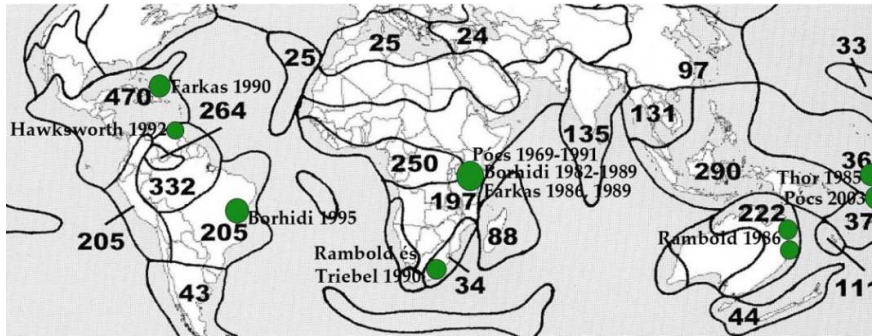 25
25
24
33
97
470
Farkas 1990
264
Hawksworth 1992
135
131
332
250
Pócs 1969-1991
Borhidi 1982-1989
Farkas 1986, 1989
290
36
Thor 1985
Pócs 2003
197
205
205
Borhidi 1995
88
222
37
Rambold 1986
Rambold és
Triebel 1990
34
43
44
111